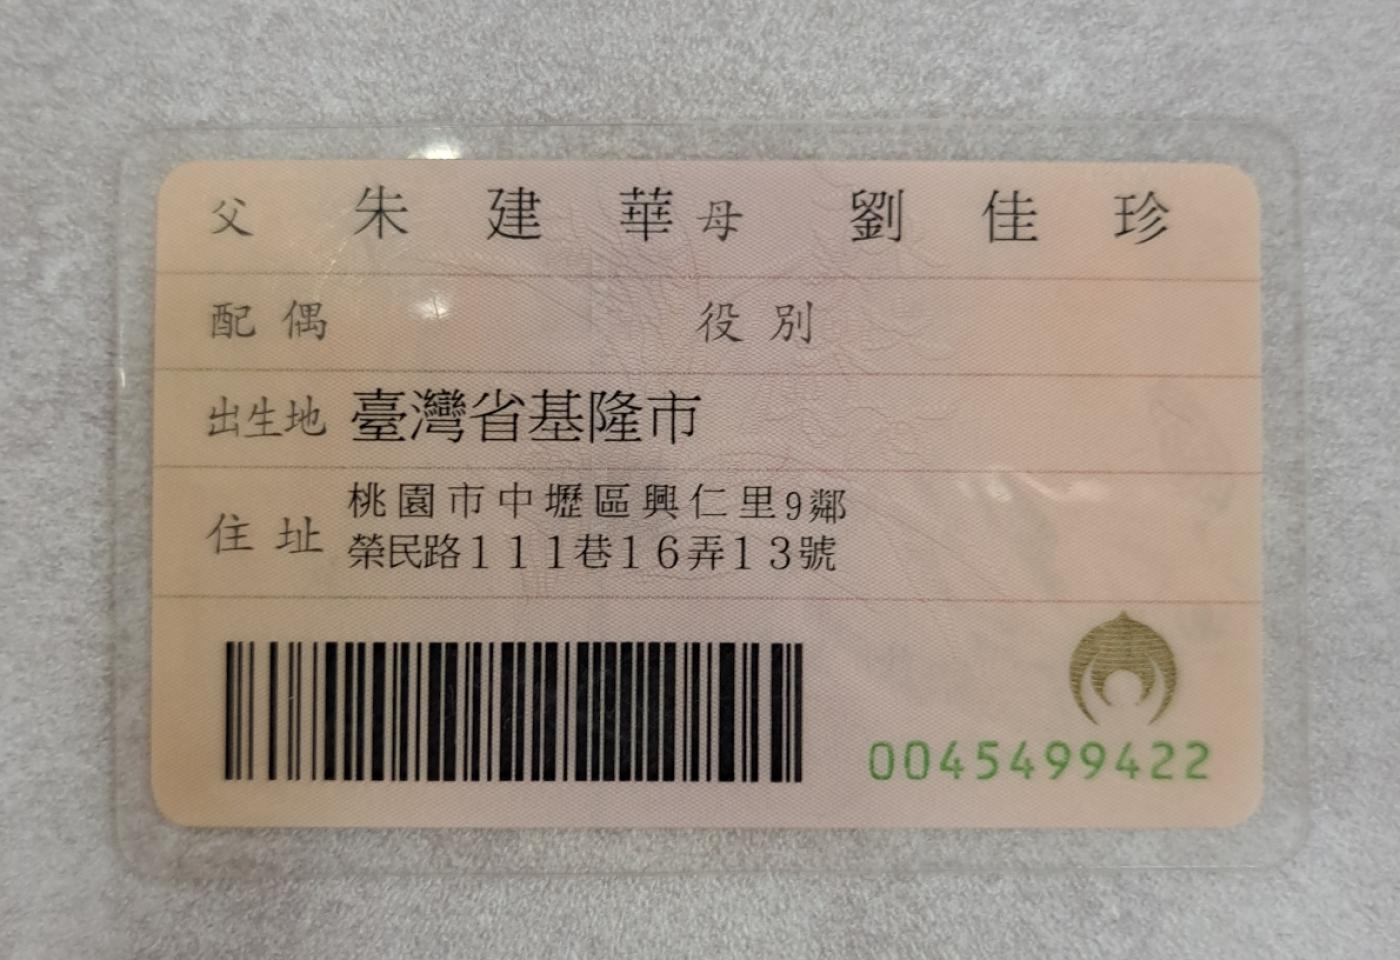 父 朱建華 母 劉佳珍
配偶 役別
出生地 臺灣省基隆市
住址 桃園市中壢區興仁里9鄰
榮民路111巷16弄13號
0045499422